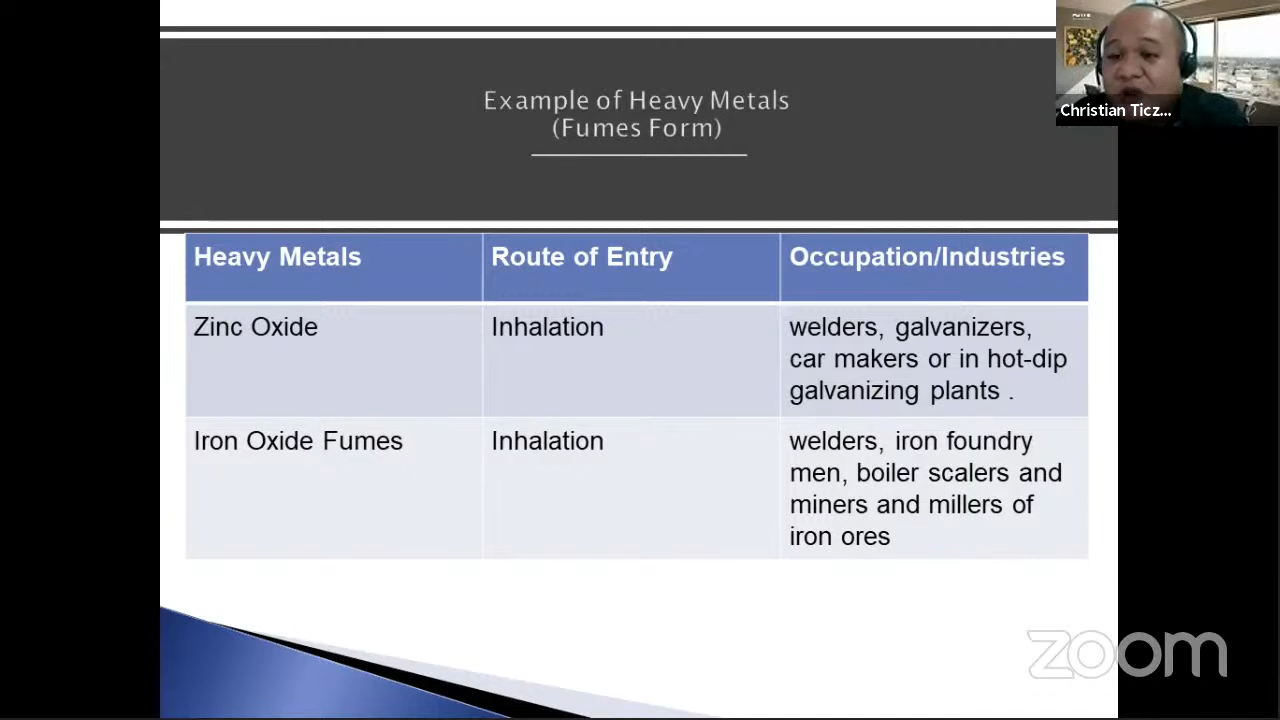 Example of Heavy Metals
(Fumes Form)
Christian Ticz...
Heavy Metals
Route of Entry
Occupation/Industries
Zinc Oxide
Inhalation
welders, galvanizers,
car makers or in hot-dip
galvanizing plants .
Iron Oxide Fumes
Inhalation
welders, iron foundry
men, boiler scalers and
miners and millers of
iron ores
zoom